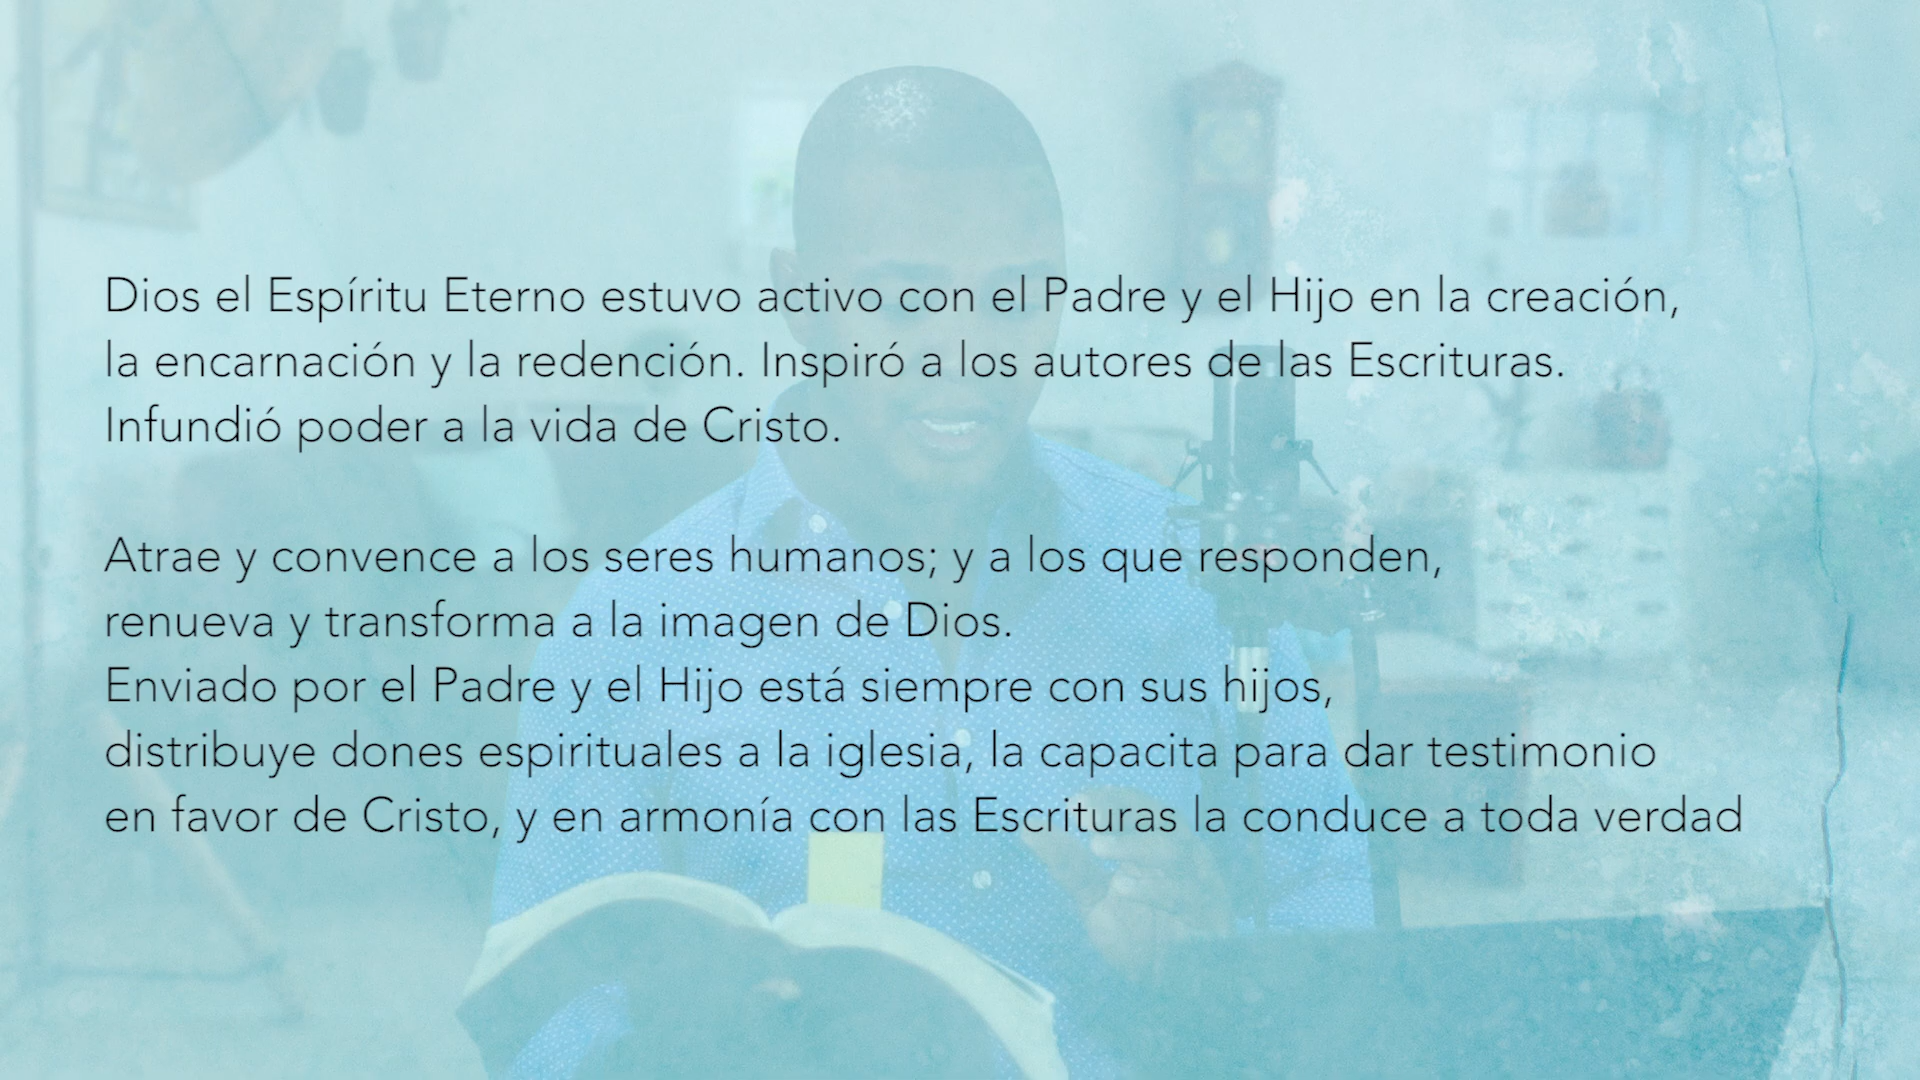 Dios el Espíritu Eterno estuvo activo con el Padre y el Hijo en la creación,
la encarnación y la redención. Inspiró a los autores de las Escrituras.
Infundió poder a la vida de Cristo.
Atrae y convence a los seres humanos; y a los que responden,
renueva y transforma a la imagen de Dios.
Enviado por el Padre y el Hijo está siempre con sus hijos,
distribuye dones espirituales a la iglesia, la capacita para dar testimonio
en favor de Cristo, y en armonía con las Escrituras la conduce a toda verdad